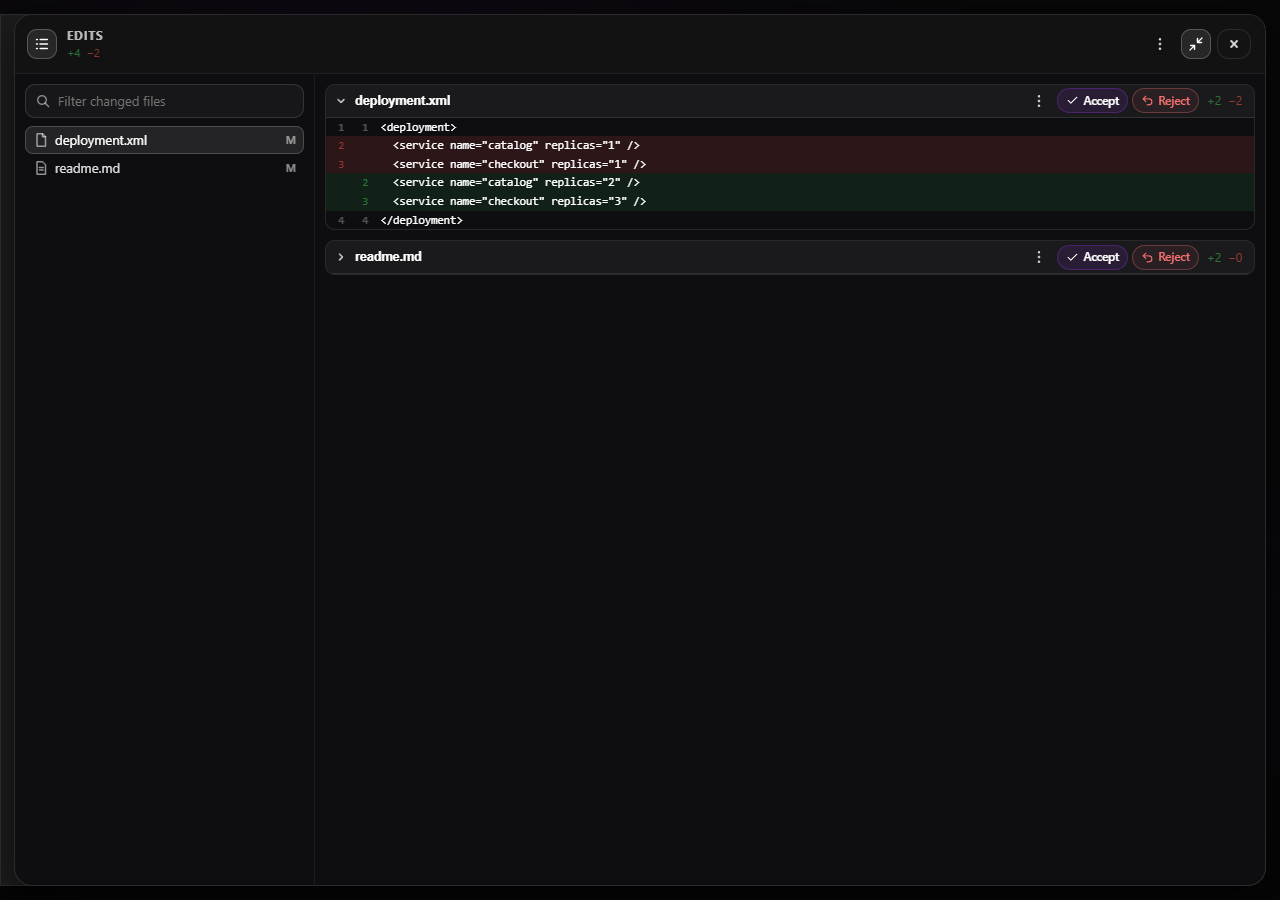 EDITS
+4 −2
Filter changed files
deployment.xml M
readme.md M
deployment.xml Accept Reject +2 −2
1 1 <deployment>
2 <service name="catalog" replicas="1" />
3 <service name="checkout" replicas="1" />
2 <service name="catalog" replicas="2" />
3 <service name="checkout" replicas="3" />
4 4 </deployment>
readme.md Accept Reject +2 −0